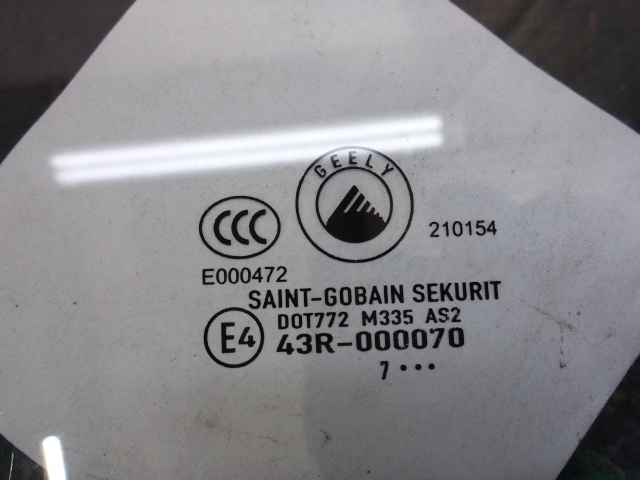 GEELY
CCC
210154
E000472
SAINT-GOBAIN SEKURIT
DOT772 M335 AS2
E4 43R-000070
7 •••